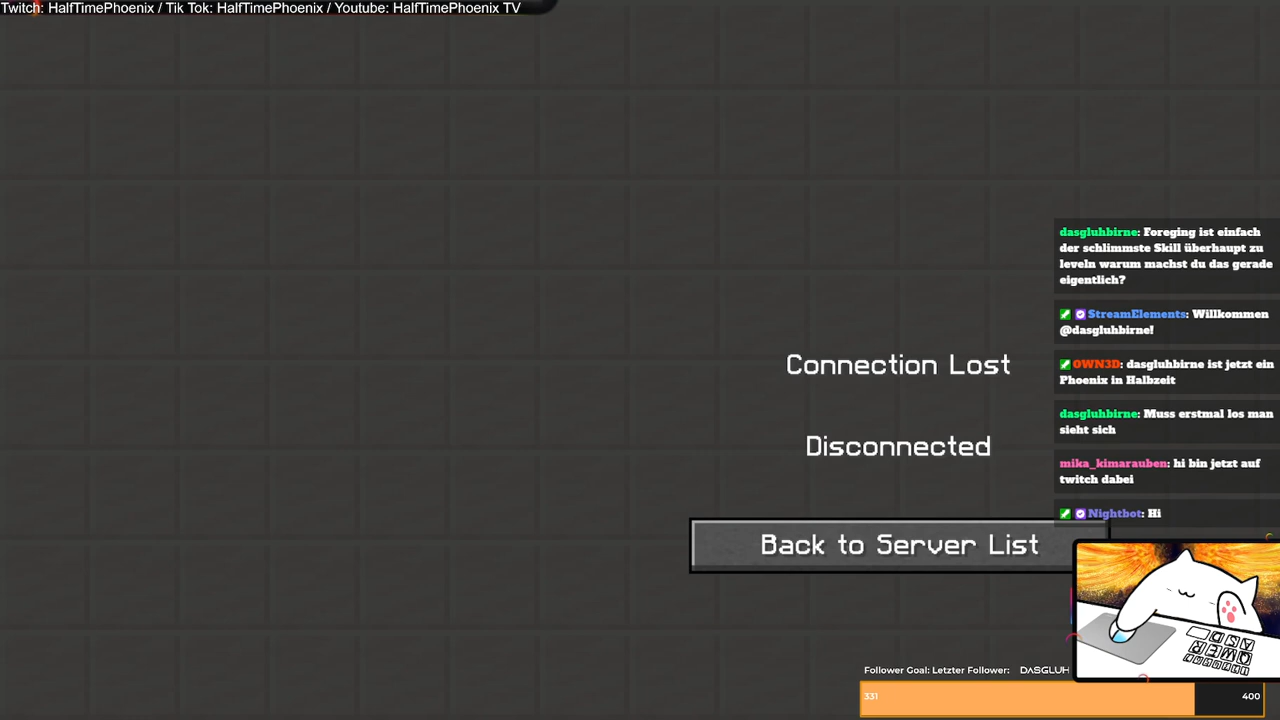 Twitch: HalfTimePhoenix / Tik Tok: HalfTimePhoenix / Youtube: HalfTimePhoenix TV
dasgluhbirne: Foreging ist einfach
der schlimmste Skill überhaupt zu
leveln warum machst du das gerade
eigentlich?
StreamElements: Willkommen
@dasgluhbirne!
OWN3D: dasgluhbirne ist jetzt ein
Phoenix in Halbzeit
dasgluhbirne: Muss erstmal los man
sieht sich
mika_kimarauben: hi bin jetzt auf
twitch dabei
Nightbot: Hi
Connection Lost
Disconnected
Back to Server List
Follower Goal: Letzter Follower: DASGLUH
331
400